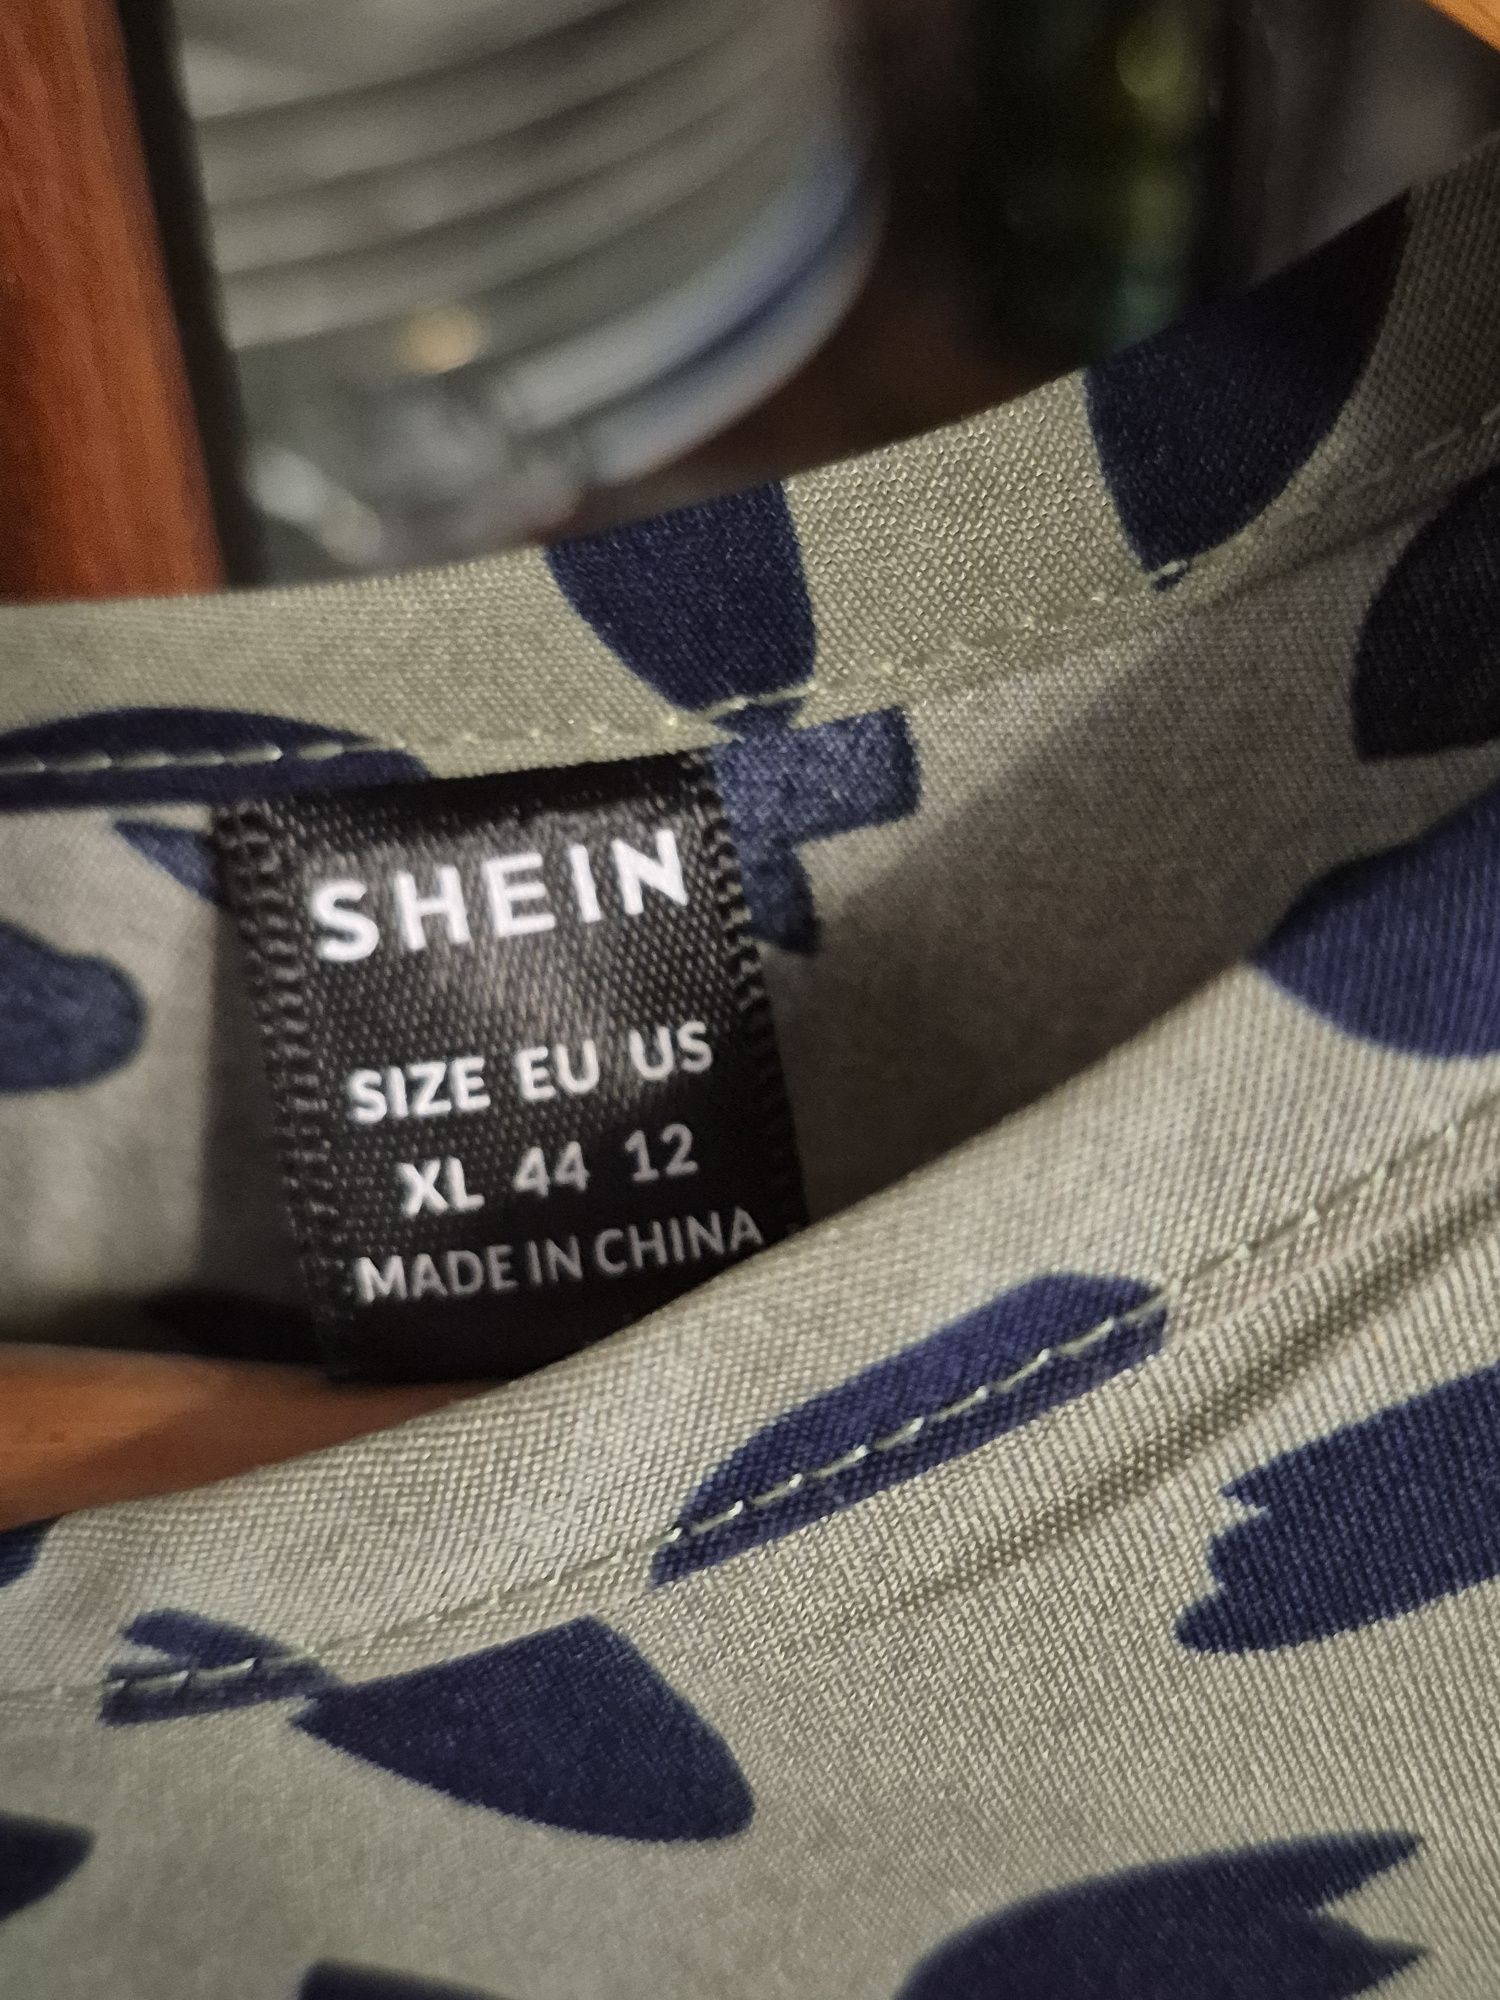 SHEIN
SIZE EU US
XL 44 12
MADE IN CHINA